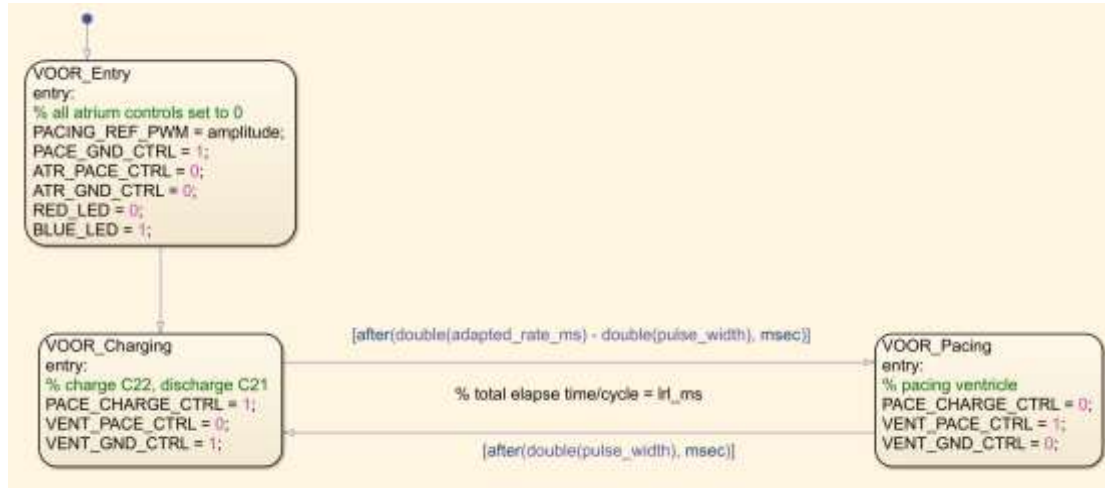 VOOR_Entry
entry:
% all atrium controls set to 0
PACING_REF_PWM = amplitude;
PACE_GND_CTRL = 1;
ATR_PACE_CTRL = 0;
ATR_GND_CTRL = 0;
RED_LED = 0;
BLUE_LED = 1;
[after(double(adapted_rate_ms) - double(pulse_width), msec)]
VOOR_Charging
entry:
% charge C22, discharge C21
PACE_CHARGE_CTRL = 1;
VENT_PACE_CTRL = 0;
VENT_GND_CTRL = 1;
% total elapse time/cycle = lrl_ms
[after(double(pulse_width), msec)]
VOOR_Pacing
entry:
% pacing ventricle
PACE_CHARGE_CTRL = 0;
VENT_PACE_CTRL = 1;
VENT_GND_CTRL = 0;